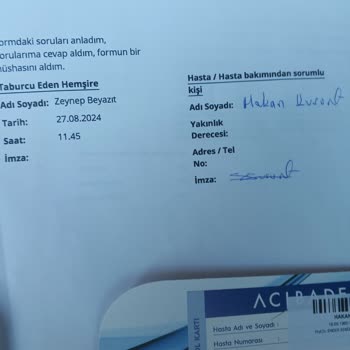 ormdaki soruları anladım,
orularıma cevap aldım, formun bir
üshasını aldım.
Taburcu Eden Hemşire
Adı Soyadı: Zeynep Beyazıt
Tarih: 27.08.2024
Saat: 11.45
İmza:
Hasta / Hasta bakımından sorumlu
kişi
Adı Soyadı: Hakan
Yakınlık
Derecesi:
Adres / Tel
No:
İmza:
ACIBADE
HAKAN
KARTI
Hasta Adı ve Soyadı :
Hasta Numarası